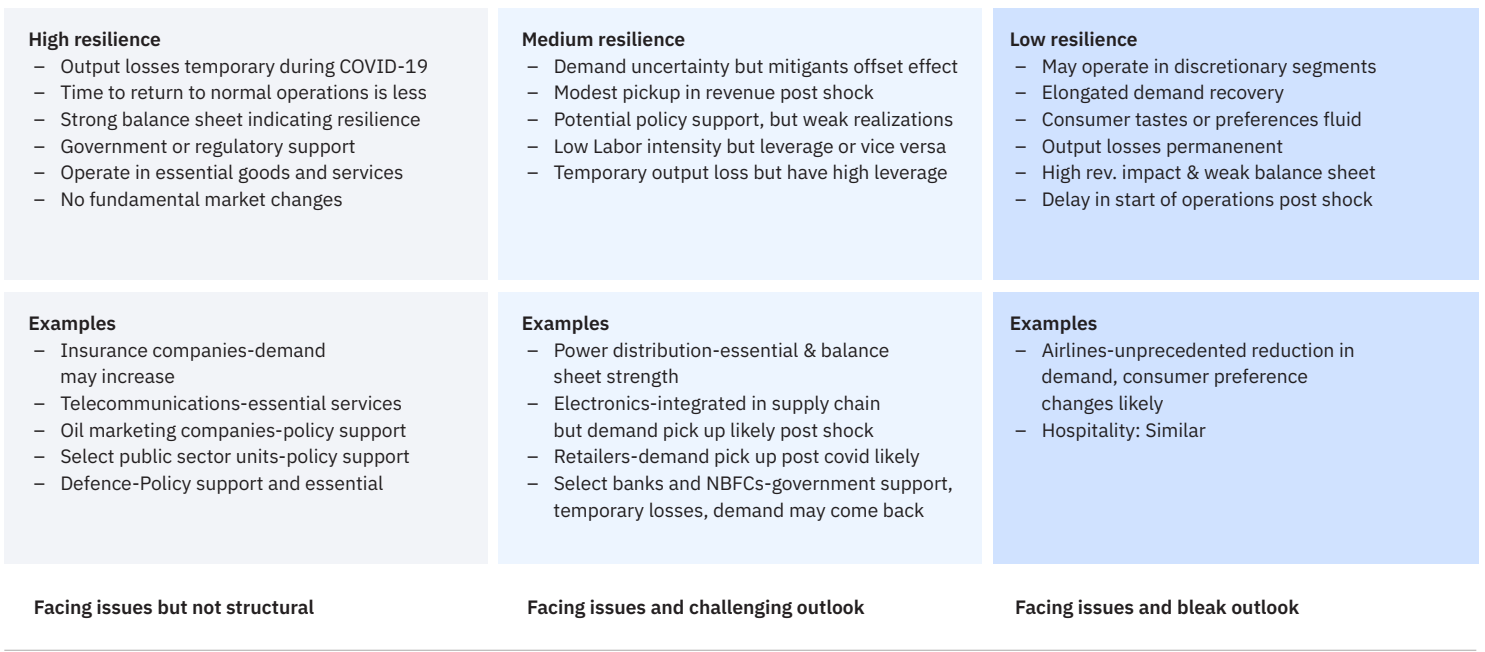 High resilience
– Output losses temporary during COVID-19
– Time to return to normal operations is less
– Strong balance sheet indicating resilience
– Government or regulatory support
– Operate in essential goods and services
– No fundamental market changes
Medium resilience
– Demand uncertainty but mitigants offset effect
– Modest pickup in revenue post shock
– Potential policy support, but weak realizations
– Low Labor intensity but leverage or vice versa
– Temporary output loss but have high leverage
Low resilience
– May operate in discretionary segments
– Elongated demand recovery
– Consumer tastes or preferences fluid
– Output losses permanenent
– High rev. impact & weak balance sheet
– Delay in start of operations post shock
Examples
– Insurance companies-demand
may increase
– Telecommunications-essential services
– Oil marketing companies-policy support
– Select public sector units-policy support
– Defence-Policy support and essential
Examples
– Power distribution-essential & balance
sheet strength
– Electronics-integrated in supply chain
but demand pick up likely post shock
– Retailers-demand pick up post covid likely
– Select banks and NBFCs-government support,
temporary losses, demand may come back
Examples
– Airlines-unprecedented reduction in
demand, consumer preference
changes likely
– Hospitality: Similar
Facing issues but not structural
Facing issues and challenging outlook
Facing issues and bleak outlook